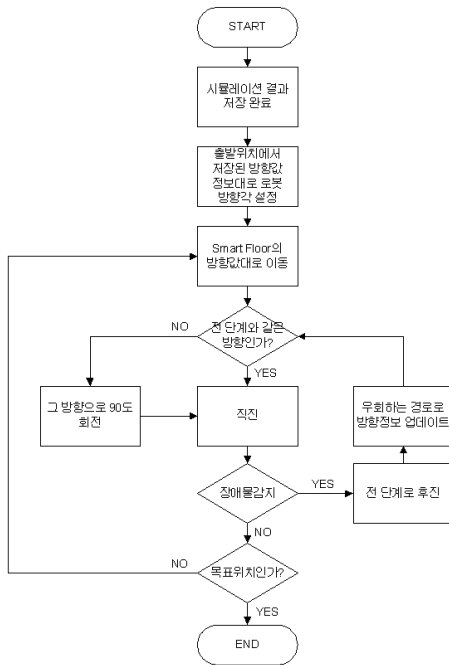 START
시뮬레이션 결과
저장 완료
출발위치에서
저장된 방향값
정보대로 로봇
방향각 설정
Smart Floor의
방향값대로 이동
전 단계와 같은
방향인가?
NO
YES
그 방향으로 90도
회전
직진
우회하는 경로로
방향정보 업데이트
장애물감지
YES
전 단계로 후진
NO
목표위치인가?
NO
YES
END